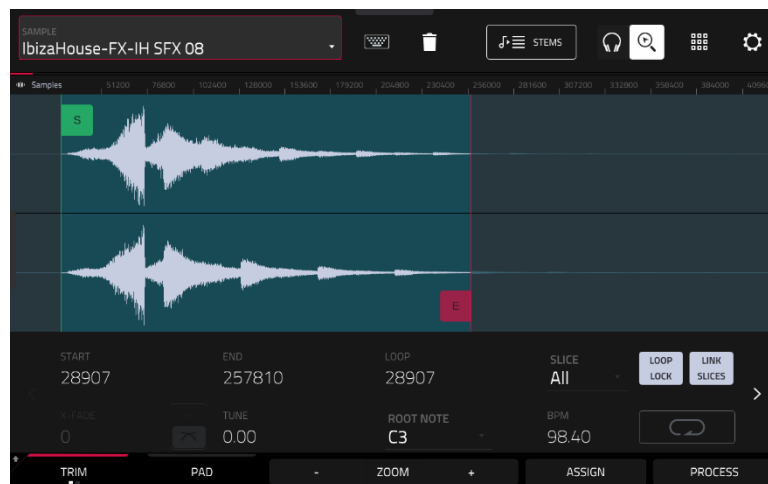 SAMPLE
IbizaHouse-FX-IH SFX 08
STEMS
Samples 51200 76800 102400 128000 153600 179200 204800 230400 256000 281600 307200 332800 358400 384000 4096
S
E
START END LOOP SLICE
28907 257810 28907 All
LOOP LOCK
LINK SLICES
X-FADE TUNE ROOT NOTE BPM
0 0.00 C3 98.40
TRIM PAD - ZOOM + ASSIGN PROCESS